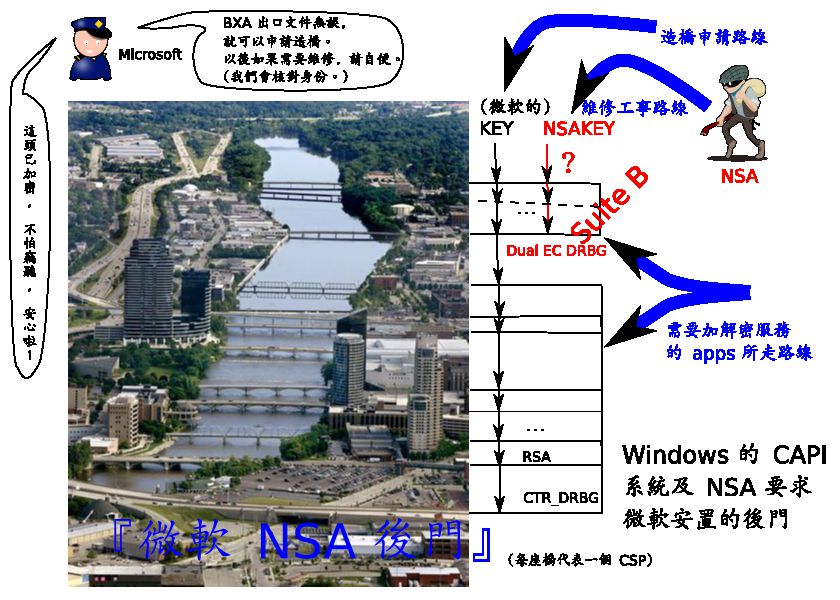 BXA 出口文件無誤，
就可以申請造橋。
以後如果需要維修，請自便。
(我們會核對身份。)
Microsoft
這頭已加密，不怕竊聽，安心啦！
造橋申請路線
(微軟的)
KEY
NSAKEY
維修工事路線
NSA
?
...
Suite B
Dual EC DRBG
需要加解密服務
的 apps 所走路線
...
RSA
CTR_DRBG
Windows 的 CAPI
系統及 NSA 要求
微軟安置的後門
『微軟 NSA 後門』
(每座橋代表一個 CSP)